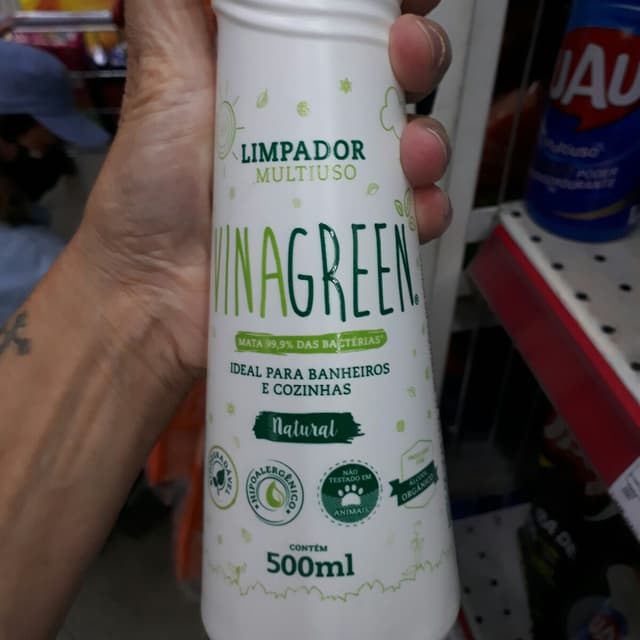 LIMPADOR
MULTIUSO
VINAGREEN®
MATA 99,9% DAS BACTÉRIAS*
IDEAL PARA BANHEIROS
E COZINHAS
Natural
HIPOALERGÊNICO
NÃO
TESTADO EM
ANIMAIS
ORGÂNICO
CONTÉM
500ml
UAU